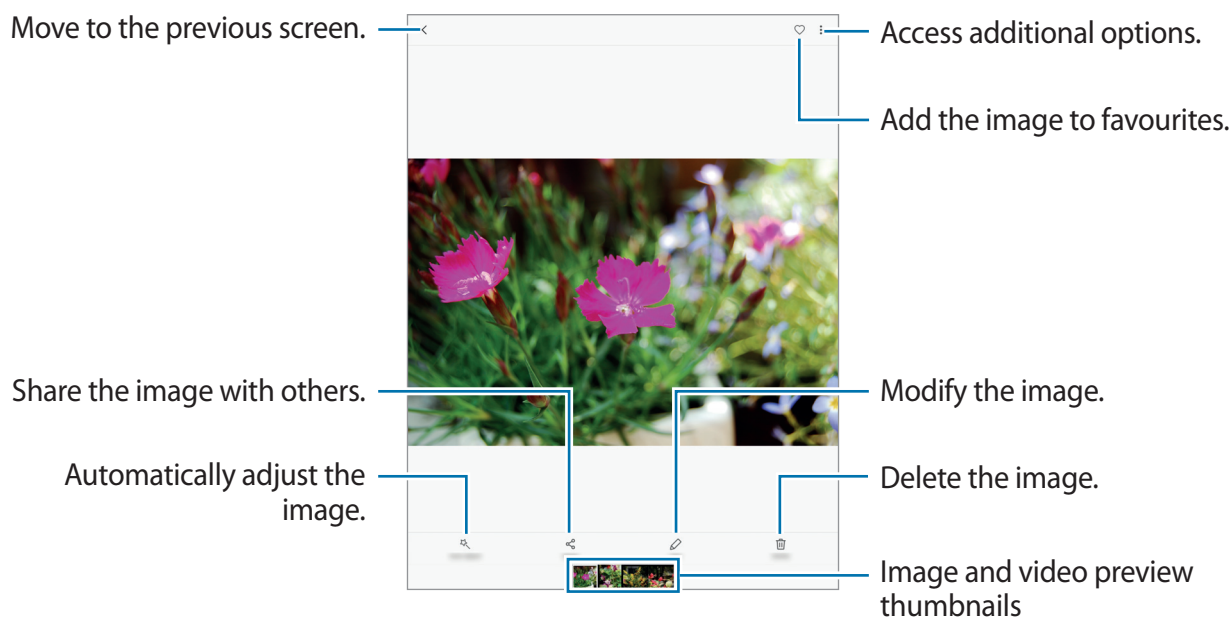 Move to the previous screen.
Access additional options.
Add the image to favourites.
Share the image with others.
Modify the image.
Automatically adjust the
image.
Delete the image.
Image and video preview
thumbnails